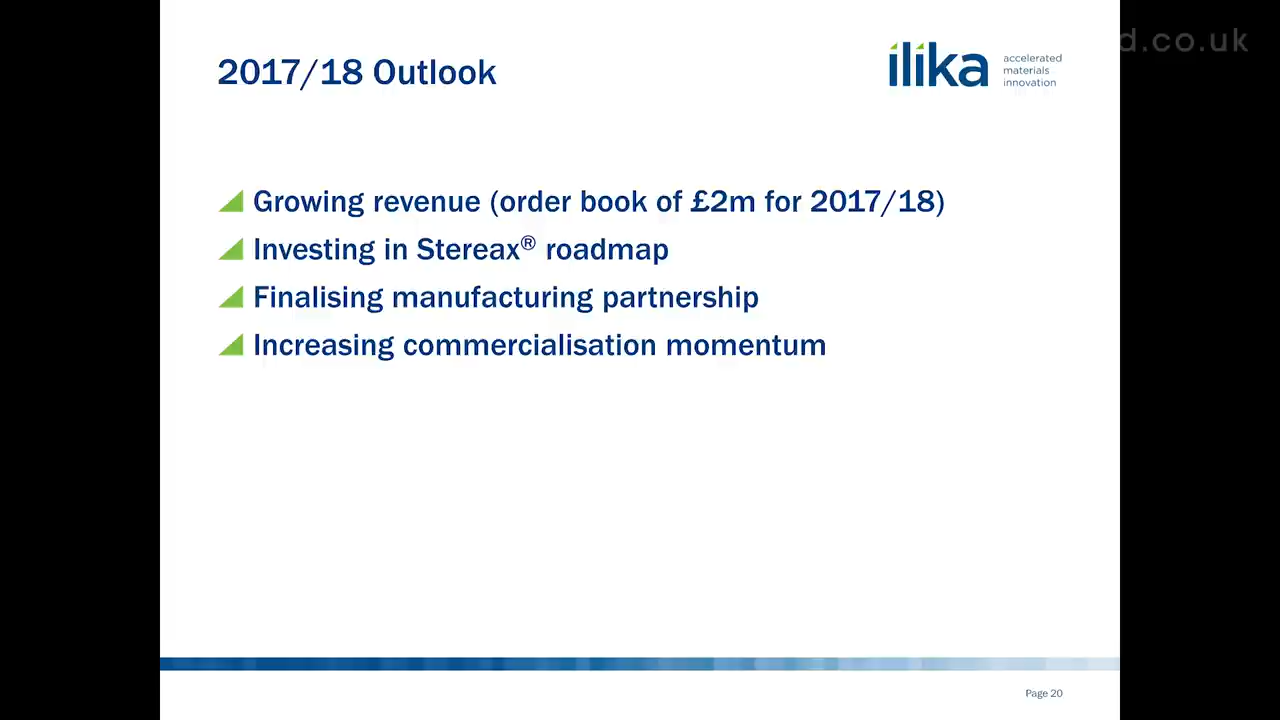 d.co.uk
2017/18 Outlook
ilika
accelerated
materials
innovation
Growing revenue (order book of £2m for 2017/18)
Investing in Stereax® roadmap
Finalising manufacturing partnership
Increasing commercialisation momentum
Page 20